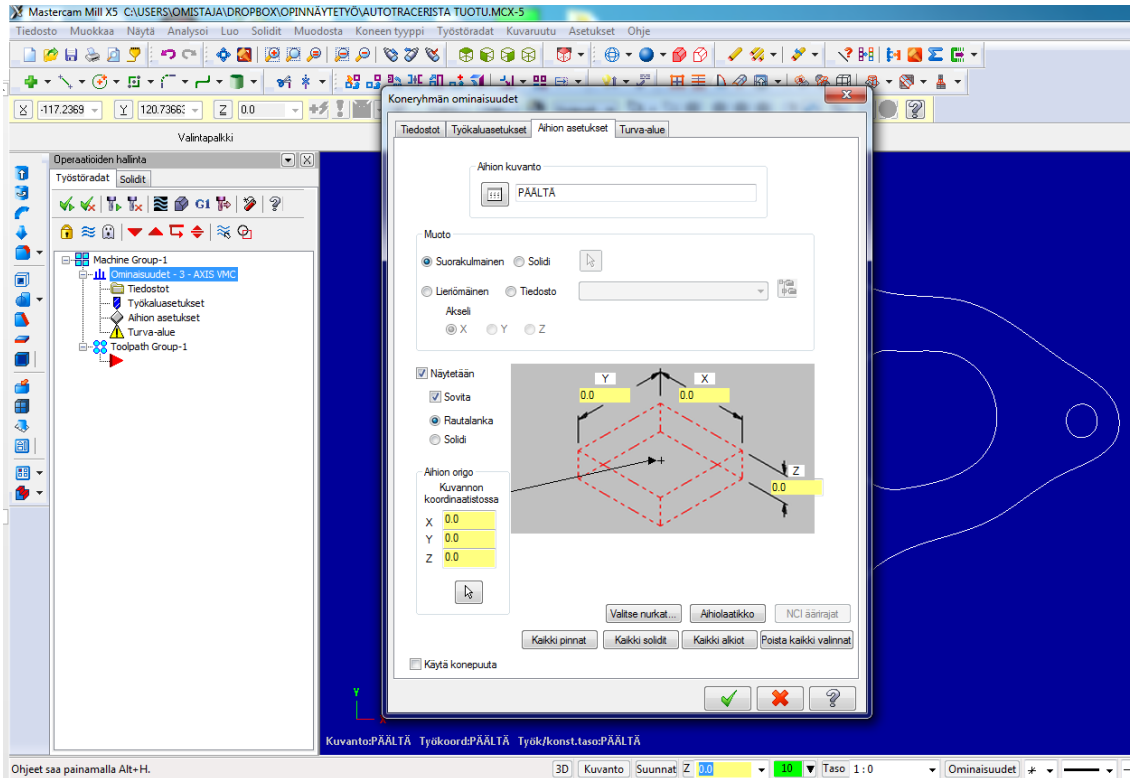 Mastercam Mill X5 C:\USERS\OMISTAJA\DROPBOX\OPINNÄYTETYÖ\AUTOTRACERISTA TUOTU.MCX-5
Tiedosto Muokkaa Näytä Analysoi Luo Solidit Muodosta Koneen tyyppi Työstöradat Kuvaruutu Asetukset Ohje
G1
X -117.2369 Y 120.7366 Z 0.0
Valintapalkki
Operaatioiden hallinta
Työstöradat Solidit
G1
Machine Group-1
Ominaisuudet - 3 - AXIS VMC
Tiedostot
Työkaluasetukset
Aihion asetukset
Turva-alue
Toolpath Group-1
Koneryhmän ominaisuudet
Tiedostot Työkaluasetukset Aihion asetukset Turva-alue
Aihion kuvanto
PÄÄLTÄ
Muoto
Suorakulmainen Solidi
Lieriömäinen Tiedosto
Akseli
X Y Z
Näytetään
Sovita
Rautalanka
Solidi
Y X
0.0 0.0
Z
0.0
Aihion origo
Kuvannon
koordinaatistossa
X 0.0
Y 0.0
Z 0.0
Valitse nurkat... Aihiolaatikko NCI äärirajat
Kaikki pinnat Kaikki solidit Kaikki alkiot Poista kaikki valinnat
Käytä konepuuta
Y
X
Kuvanto:PÄÄLTÄ Työkoord:PÄÄLTÄ Työk/konst.taso:PÄÄLTÄ
Ohjeet saa painamalla Alt+H.
3D Kuvanto Suunnat Z 0.0 10 Taso 1 : 0 Ominaisuudet